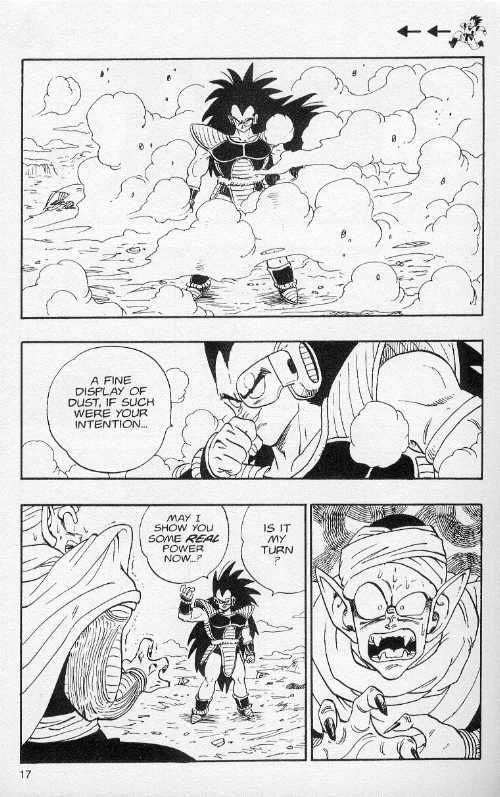 A FINE
DISPLAY OF
DUST, IF SUCH
WERE YOUR
INTENTION...
IS IT
MY
TURN
?
MAY I
SHOW YOU
SOME REAL
POWER
NOW...?
17